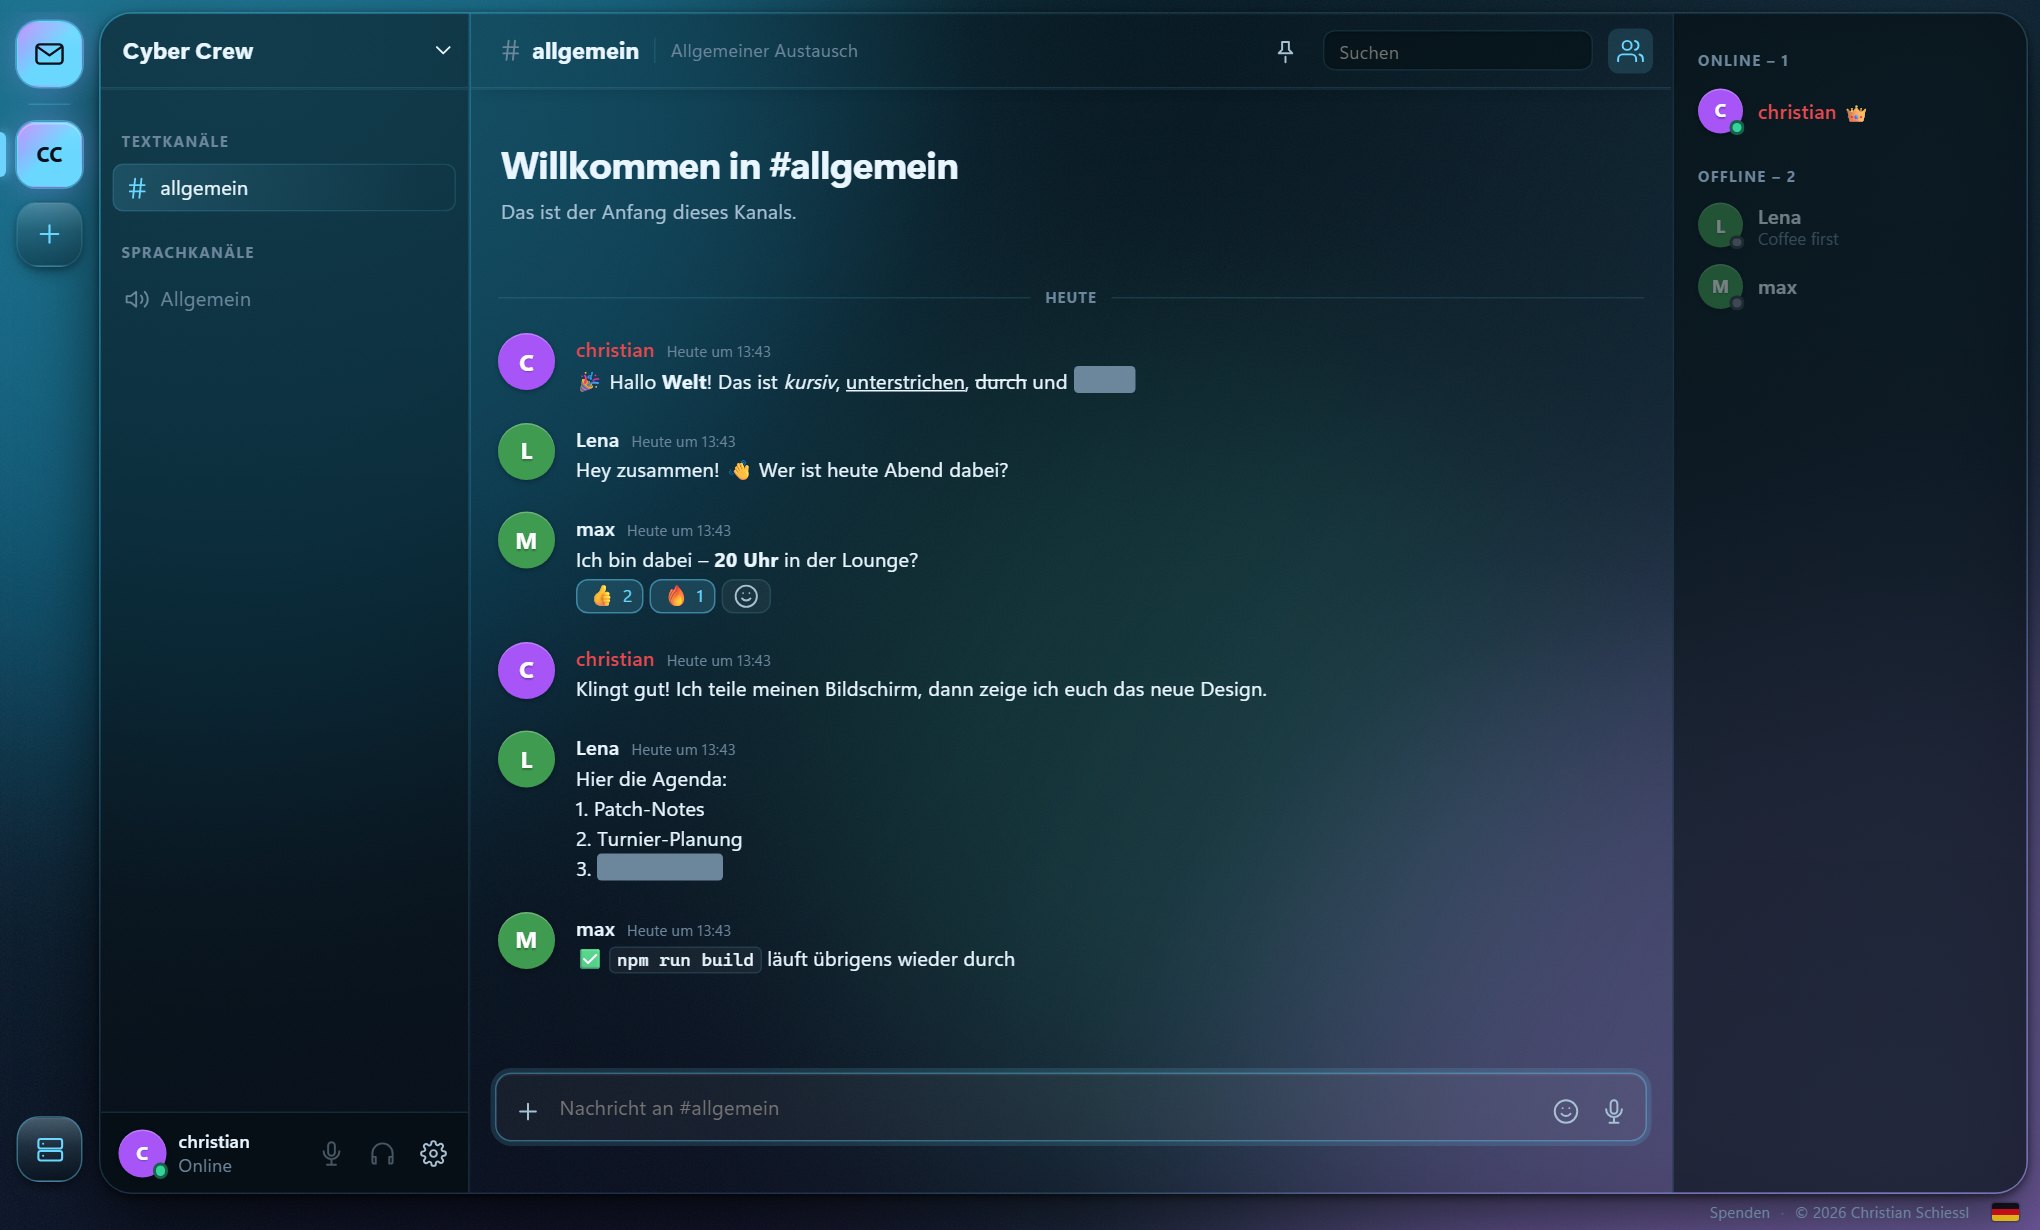 Cyber Crew
# allgemein
Allgemeiner Austausch
Suchen
CC
TEXTKANÄLE
# allgemein
SPRACHKANÄLE
Allgemein
Willkommen in #allgemein
Das ist der Anfang dieses Kanals.
HEUTE
C
christian Heute um 13:43
🎉 Hallo Welt! Das ist kursiv, unterstrichen, durch und
L
Lena Heute um 13:43
Hey zusammen! 👋 Wer ist heute Abend dabei?
M
max Heute um 13:43
Ich bin dabei – 20 Uhr in der Lounge?
👍 2 🔥 1
C
christian Heute um 13:43
Klingt gut! Ich teile meinen Bildschirm, dann zeige ich euch das neue Design.
L
Lena Heute um 13:43
Hier die Agenda:
1. Patch-Notes
2. Turnier-Planung
3.
M
max Heute um 13:43
✅ npm run build läuft übrigens wieder durch
Nachricht an #allgemein
C
christian
Online
ONLINE – 1
C
christian 👑
OFFLINE – 2
L
Lena
Coffee first
M
max
Spenden · © 2026 Christian Schiessl